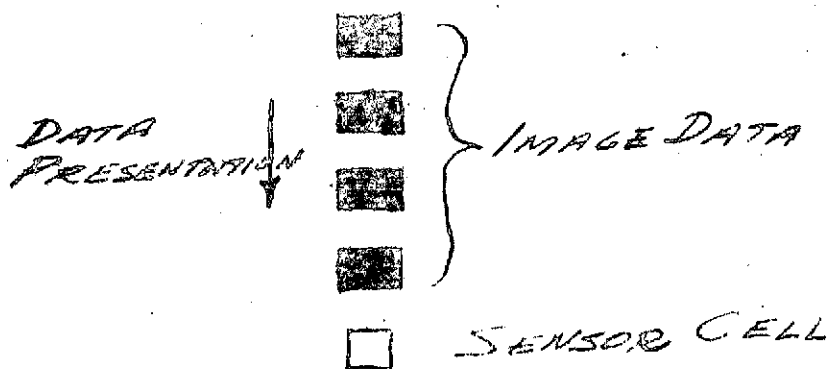 DATA
PRESENTATION
IMAGE DATA
SENSOR CELL